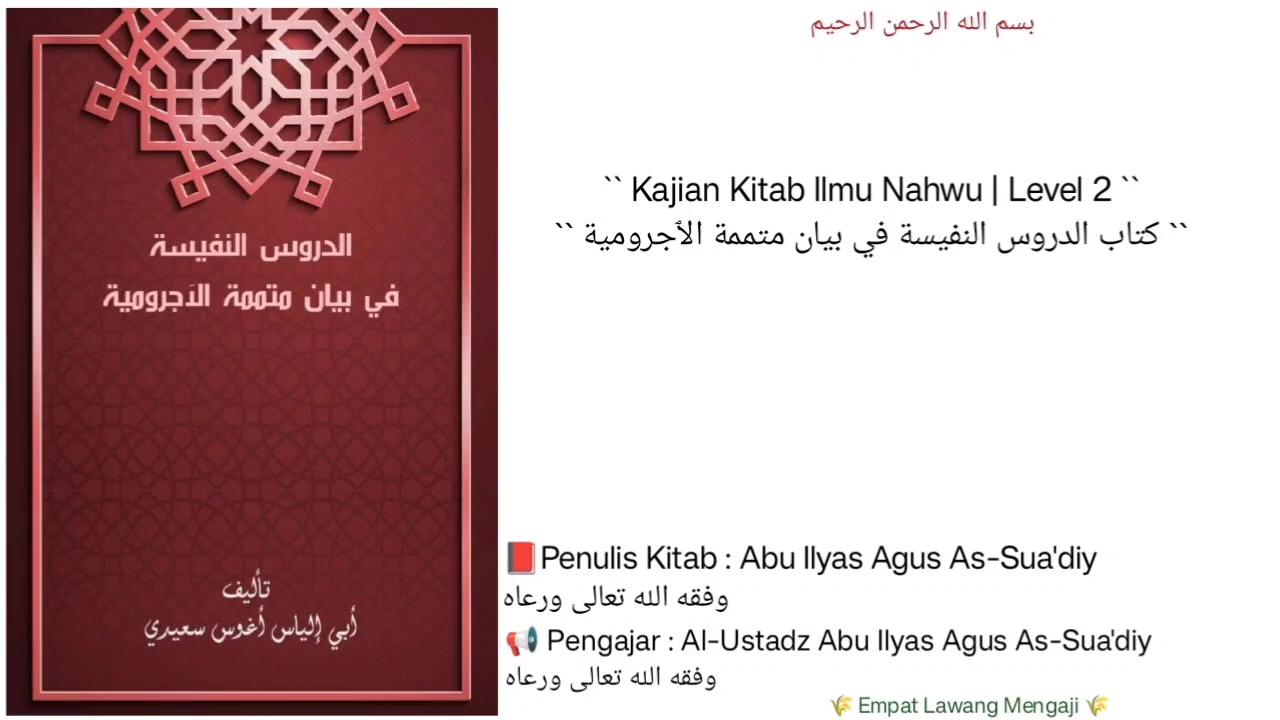 الدروس النفيسة
في بيان متممة الآجرومية
تأليف
أبي إلياس أغوس سعيدي
بسم الله الرحمن الرحيم
`` Kajian Kitab Ilmu Nahwu | Level 2 ``
`` كتاب الدروس النفيسة في بيان متممة الآجرومية ``
📕Penulis Kitab : Abu Ilyas Agus As-Sua'diy
وفقه الله تعالى ورعاه
📢 Pengajar : Al-Ustadz Abu Ilyas Agus As-Sua'diy
وفقه الله تعالى ورعاه
🌾 Empat Lawang Mengaji 🌾